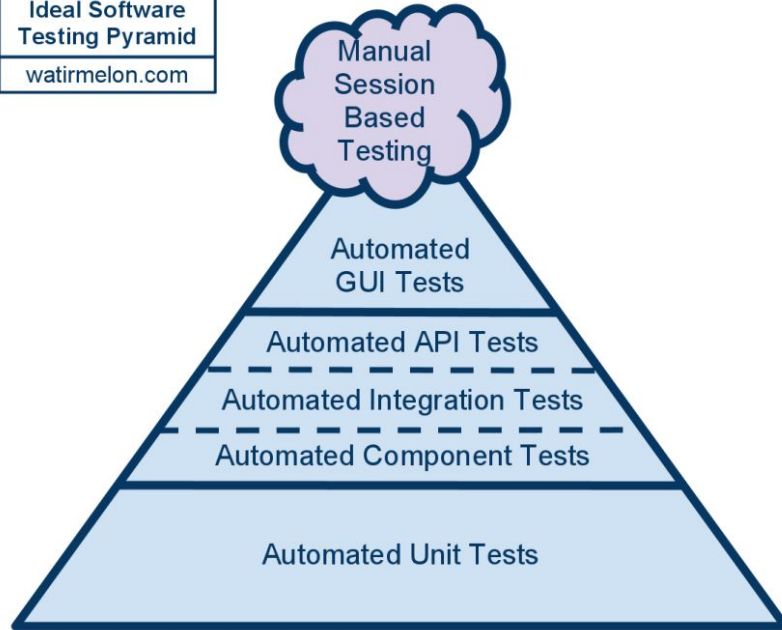 Ideal Software
Testing Pyramid
watirmelon.com
Manual
Session
Based
Testing
Automated
GUI Tests
Automated API Tests
Automated Integration Tests
Automated Component Tests
Automated Unit Tests